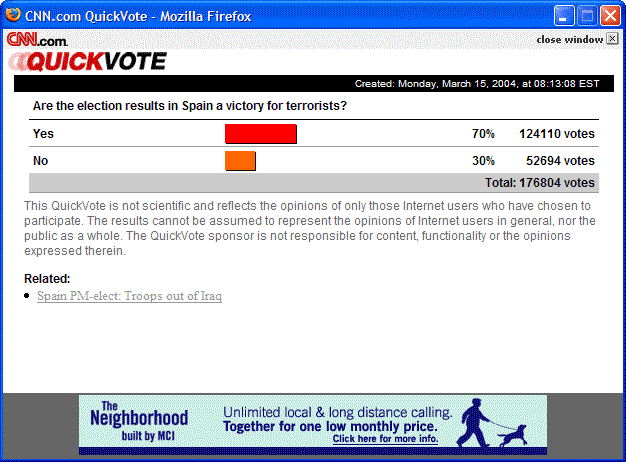 CNN.com QuickVote - Mozilla Firefox
CNN.com. close window
QUICKVOTE
Created: Monday, March 15, 2004, at 08:13:08 EST
Are the election results in Spain a victory for terrorists?
Yes 70% 124110 votes
No 30% 52694 votes
Total: 176804 votes
This QuickVote is not scientific and reflects the opinions of only those Internet users who have chosen to
participate. The results cannot be assumed to represent the opinions of Internet users in general, nor the
public as a whole. The QuickVote sponsor is not responsible for content, functionality or the opinions
expressed therein.
Related:
Spain PM-elect: Troops out of Iraq
The
Neighborhood
built by MCI
Unlimited local & long distance calling.
Together for one low monthly price.
Click here for more info.